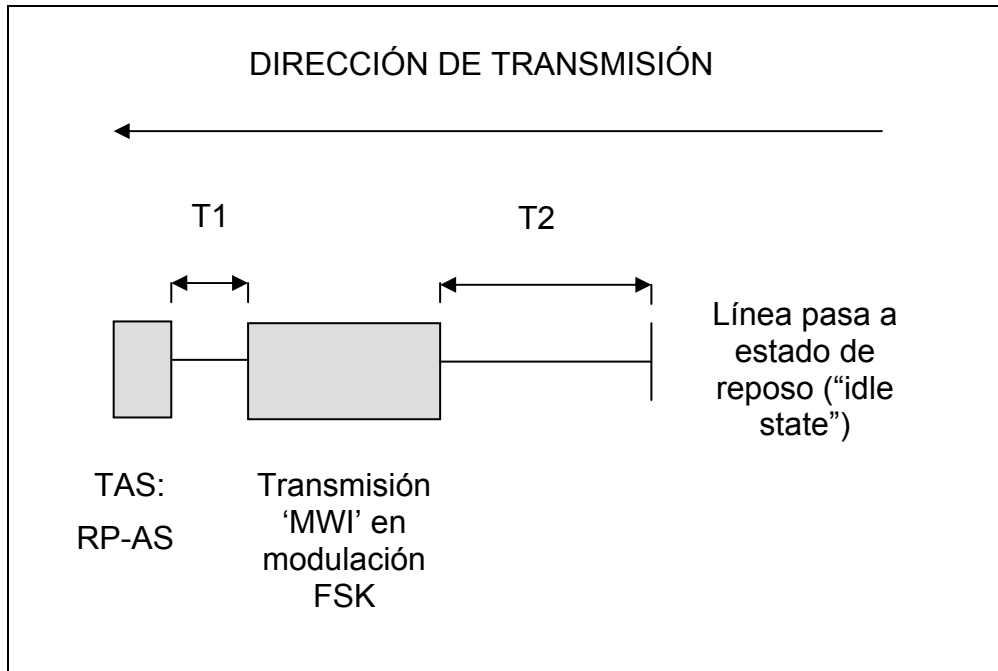 DIRECCIÓN DE TRANSMISIÓN
T1
T2
Línea pasa a
estado de
reposo (“idle
state”)
TAS:
RP-AS
Transmisión
‘MWI’ en
modulación
FSK